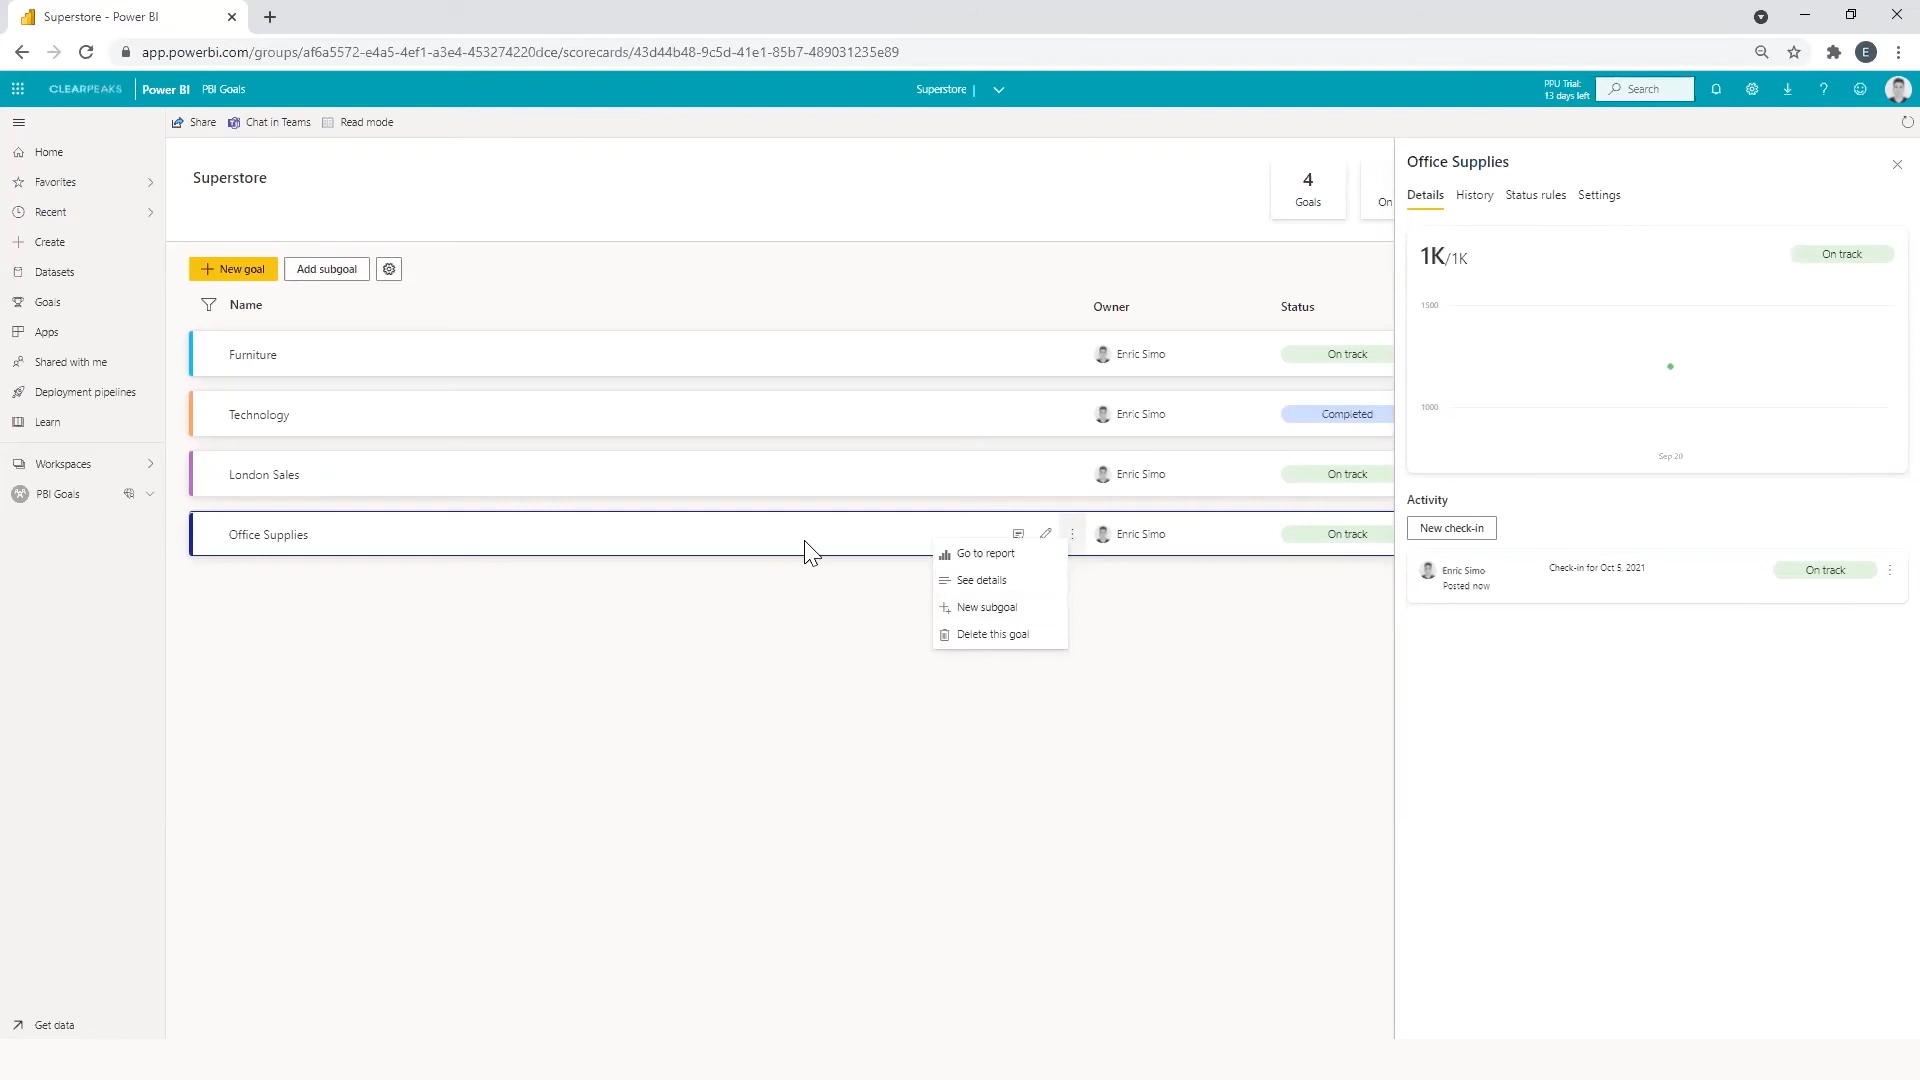 Superstore - Power BI
app.powerbi.com/groups/af6a5572-e4a5-4ef1-a3e4-453274220dce/scorecards/43d44b48-9c5d-41e1-85b7-489031235e89
E
CLEARPEAKS
Power BI
PBI Goals
Superstore |
PPU Trial:
13 days left
Search
Share
Chat in Teams
Read mode
Home
Favorites
Recent
Create
Datasets
Goals
Apps
Shared with me
Deployment pipelines
Learn
Workspaces
PBI Goals
Get data
Superstore
4
Goals
On
New goal
Add subgoal
Name
Owner
Status
Furniture
Enric Simo
On track
Technology
Enric Simo
Completed
London Sales
Enric Simo
On track
Office Supplies
Enric Simo
On track
Go to report
See details
New subgoal
Delete this goal
Office Supplies
Details
History
Status rules
Settings
1K/1K
On track
1500
1000
Sep 20
Activity
New check-in
Enric Simo
Posted now
Check-in for Oct 5, 2021
On track